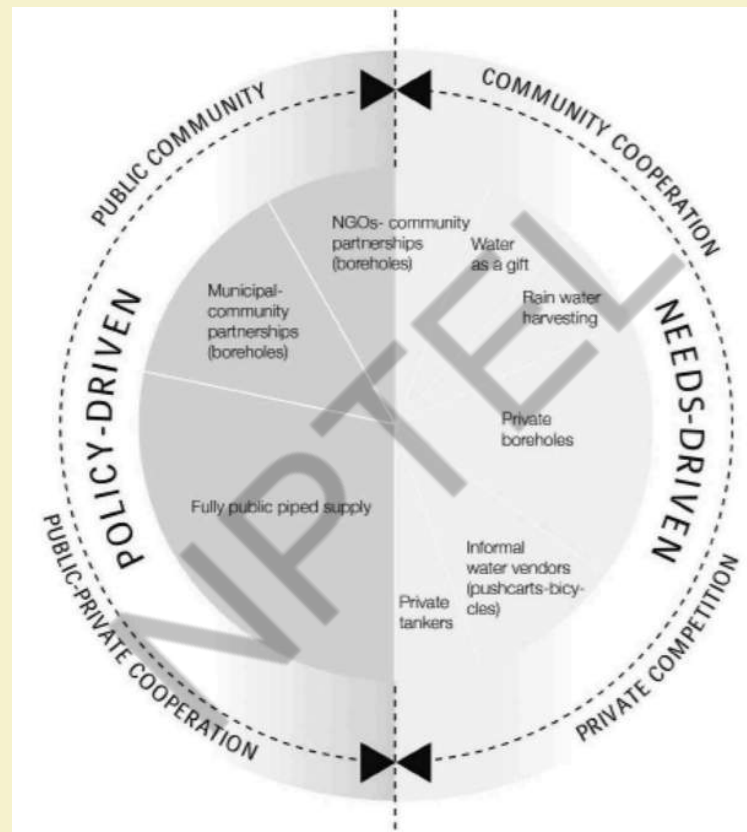 PUBLIC COMMUNITY
COMMUNITY COOPERATION
POLICY-DRIVEN
NEEDS-DRIVEN
PUBLIC-PRIVATE COOPERATION
PRIVATE COMPETITION
NGOs- community
partnerships
(boreholes)
Water
as a gift
Municipal-
community
partnerships
(boreholes)
Rain water
harvesting
Private
boreholes
Fully public piped supply
Informal
water vendors
(pushcarts-bicy-
cles)
Private
tankers
NPTEL